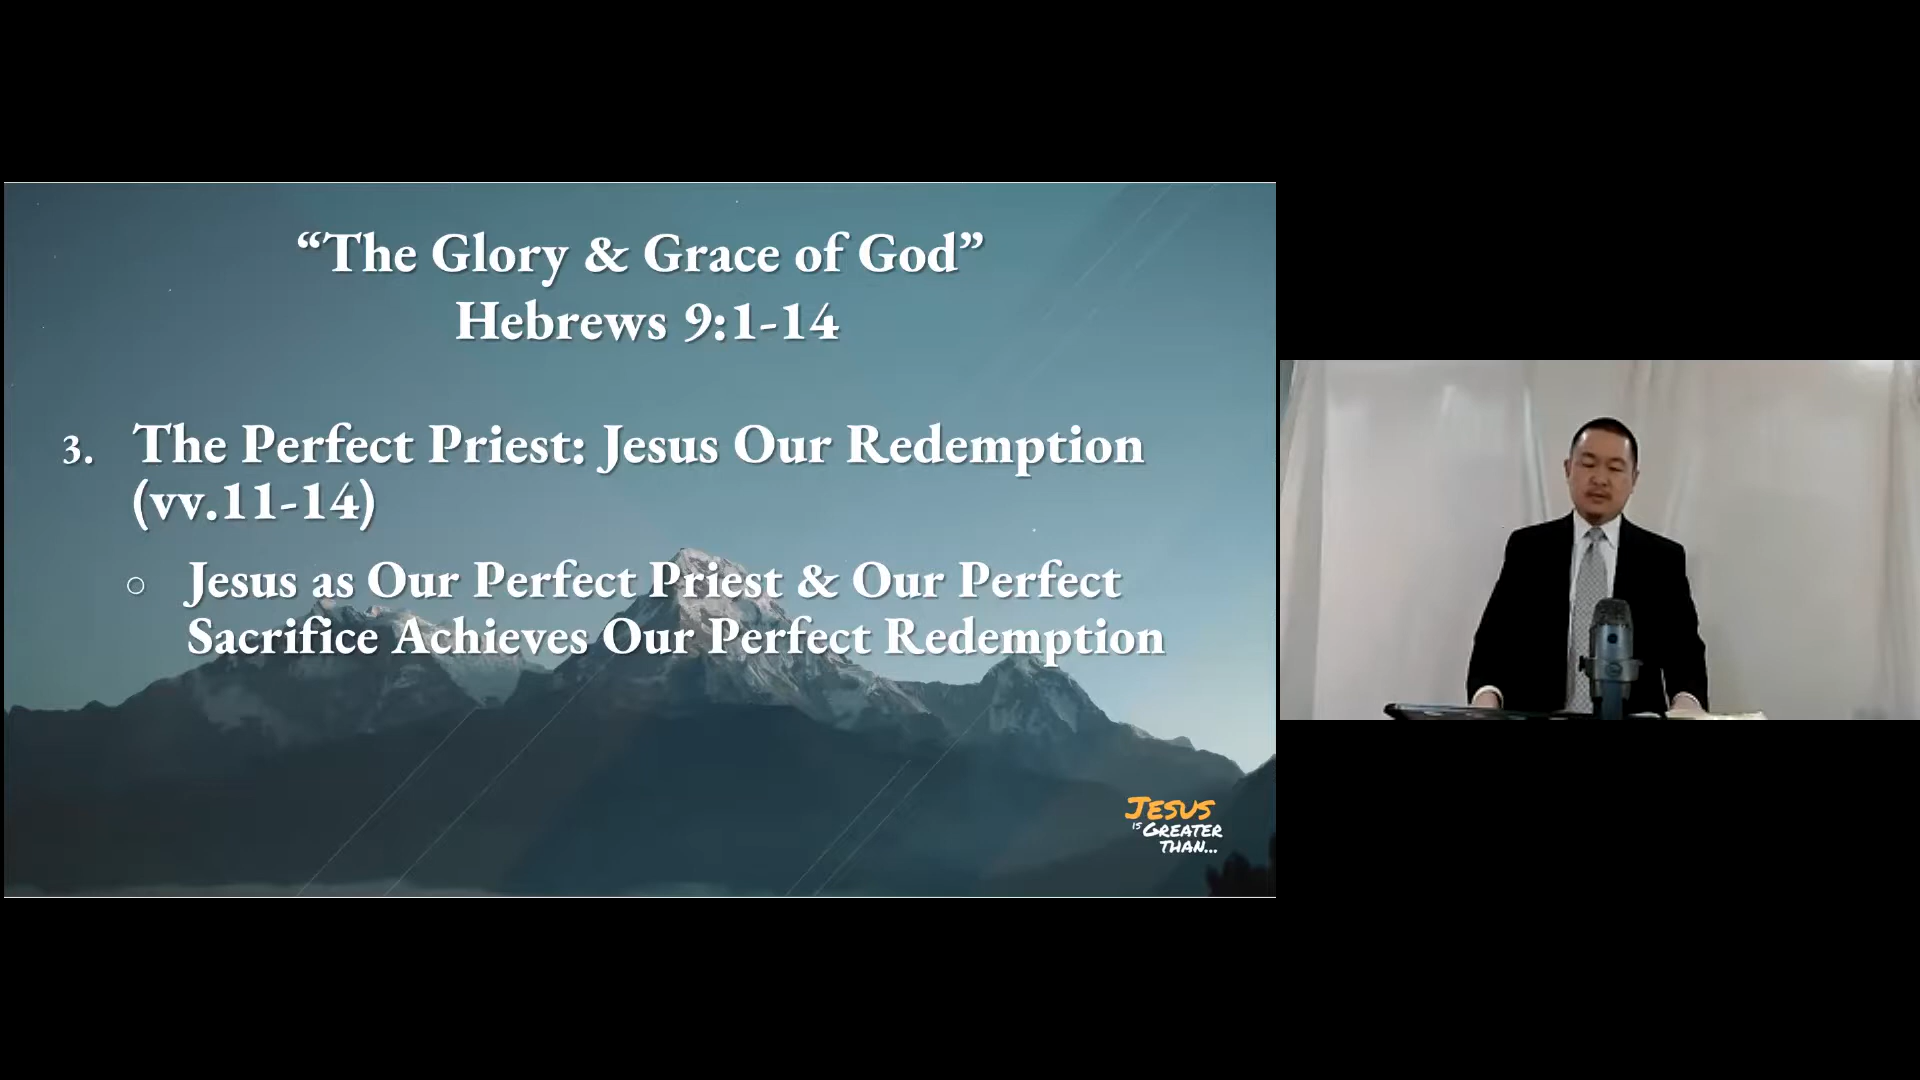 “The Glory & Grace of God”
Hebrews 9:1-14
3. The Perfect Priest: Jesus Our Redemption
(vv.11-14)
○ Jesus as Our Perfect Priest & Our Perfect
Sacrifice Achieves Our Perfect Redemption
JESUS
IS GREATER
THAN...